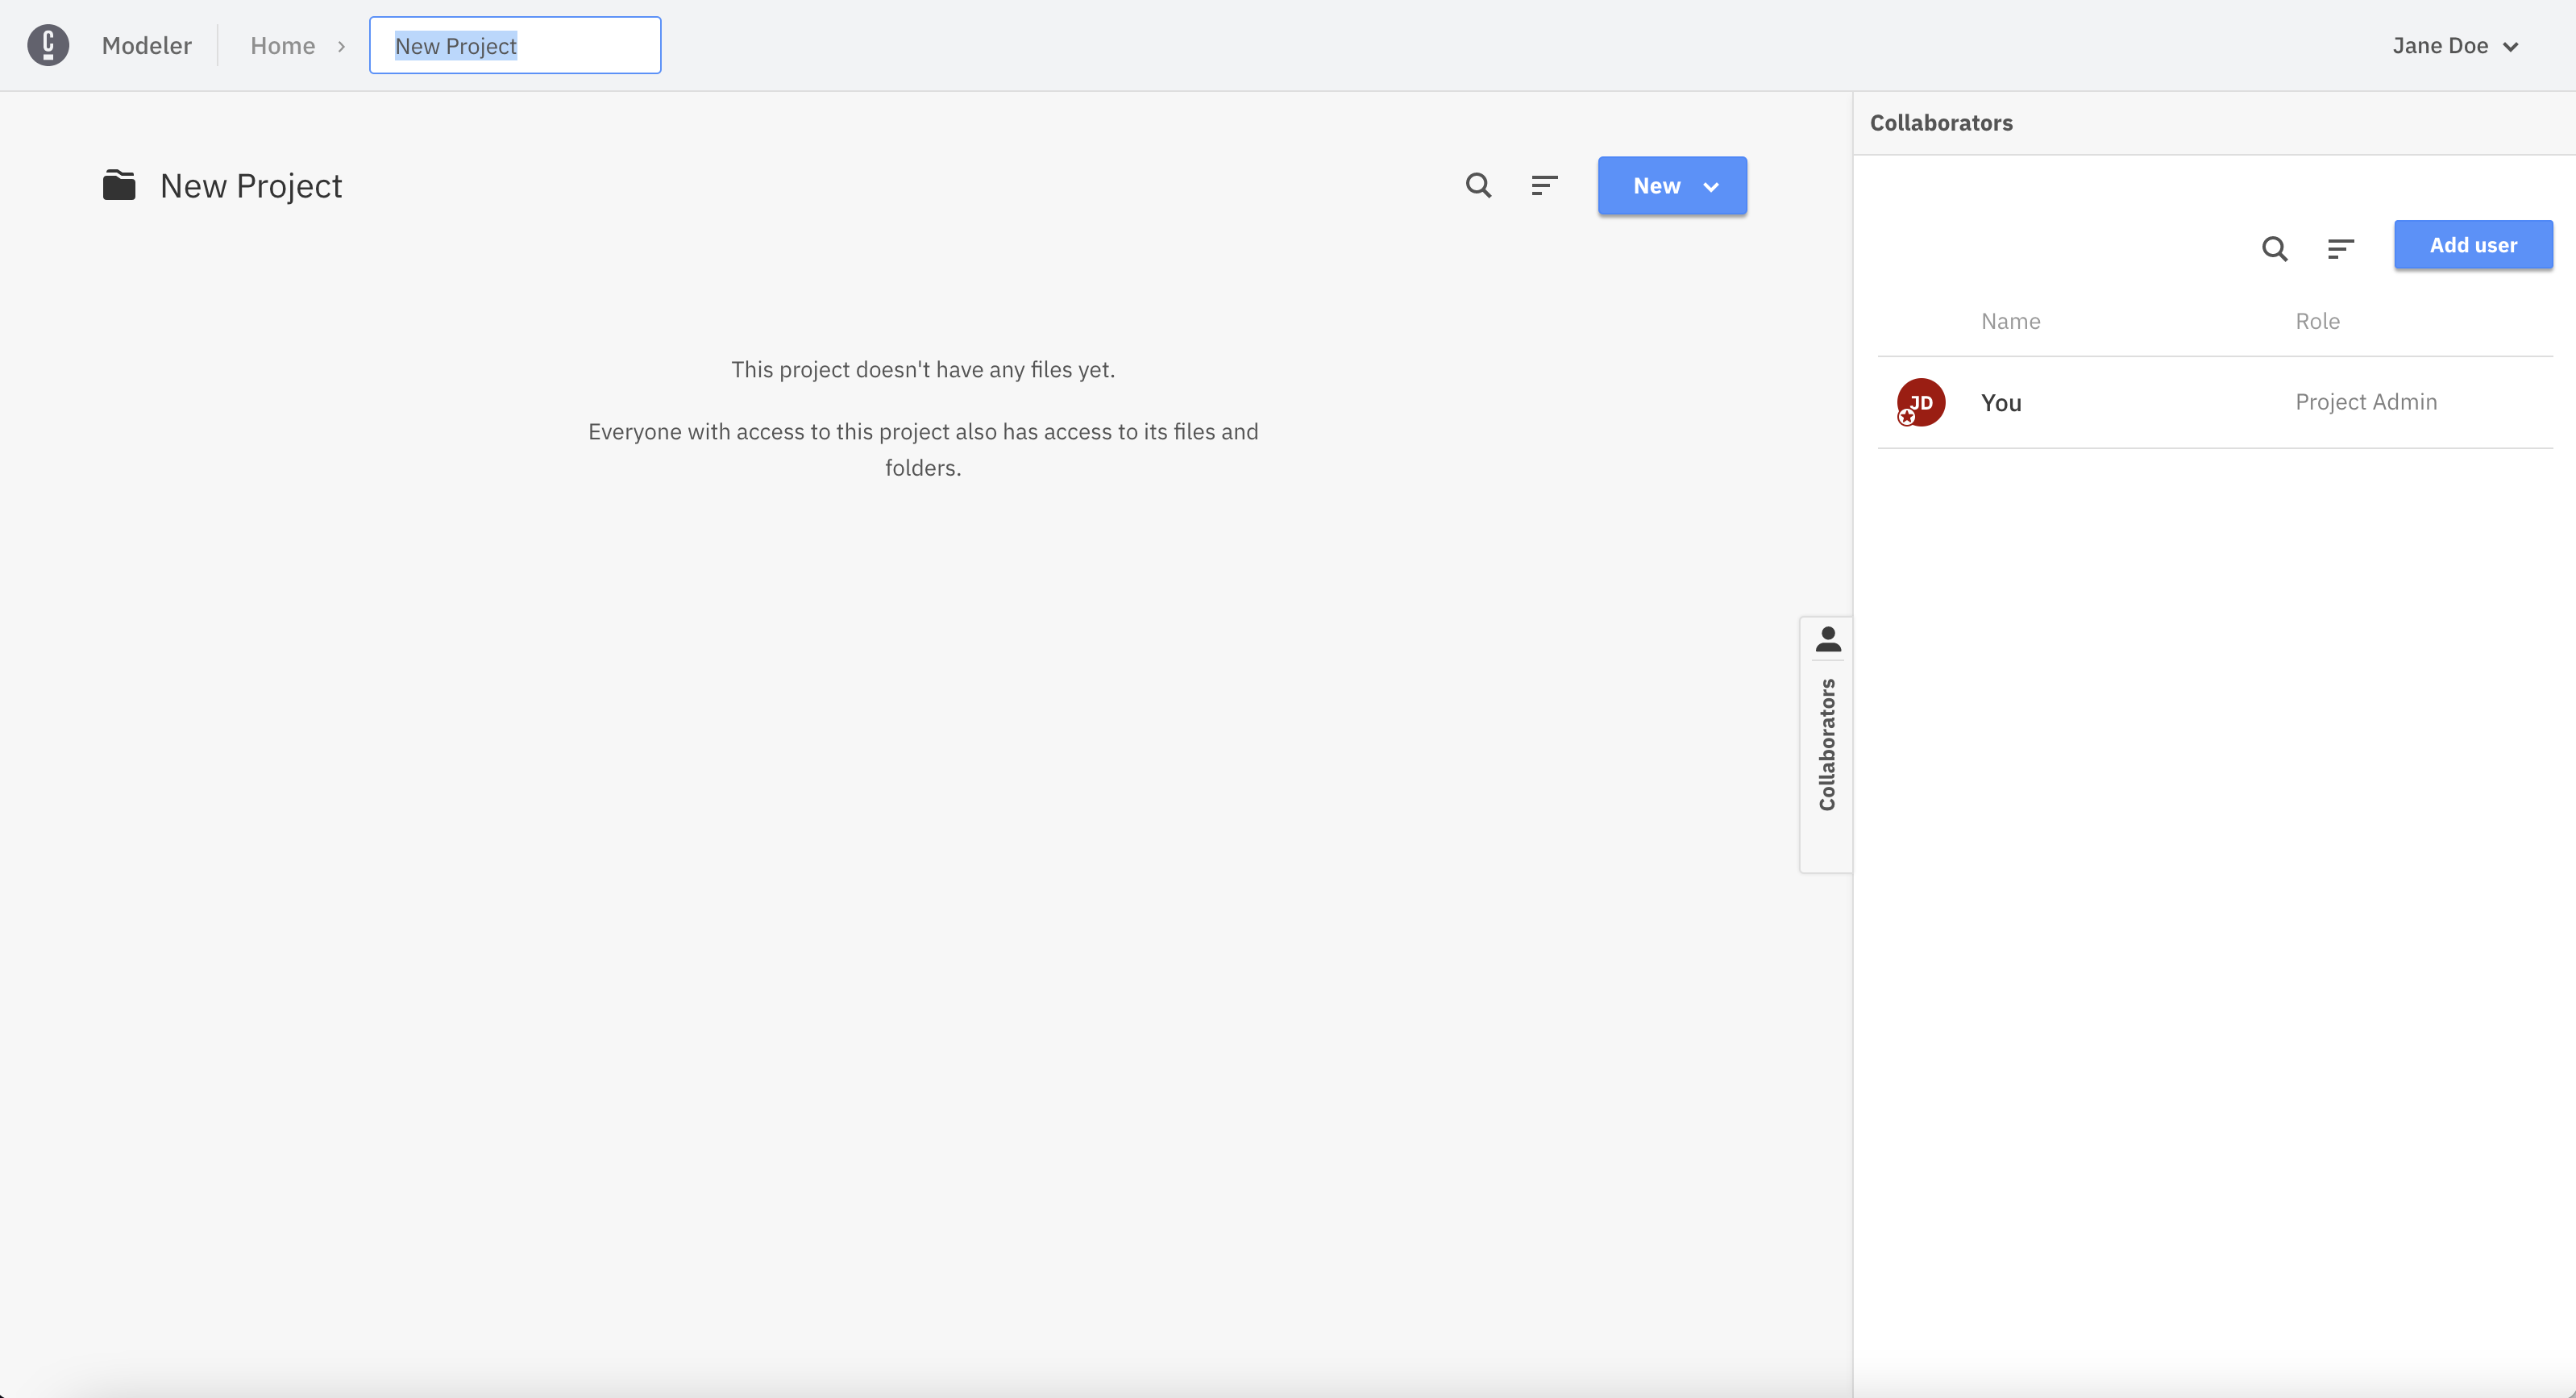 Modeler
Home
New Project
Jane Doe
New Project
New
This project doesn't have any files yet.
Everyone with access to this project also has access to its files and
folders.
Collaborators
Collaborators
Add user
Name Role
JD You Project Admin